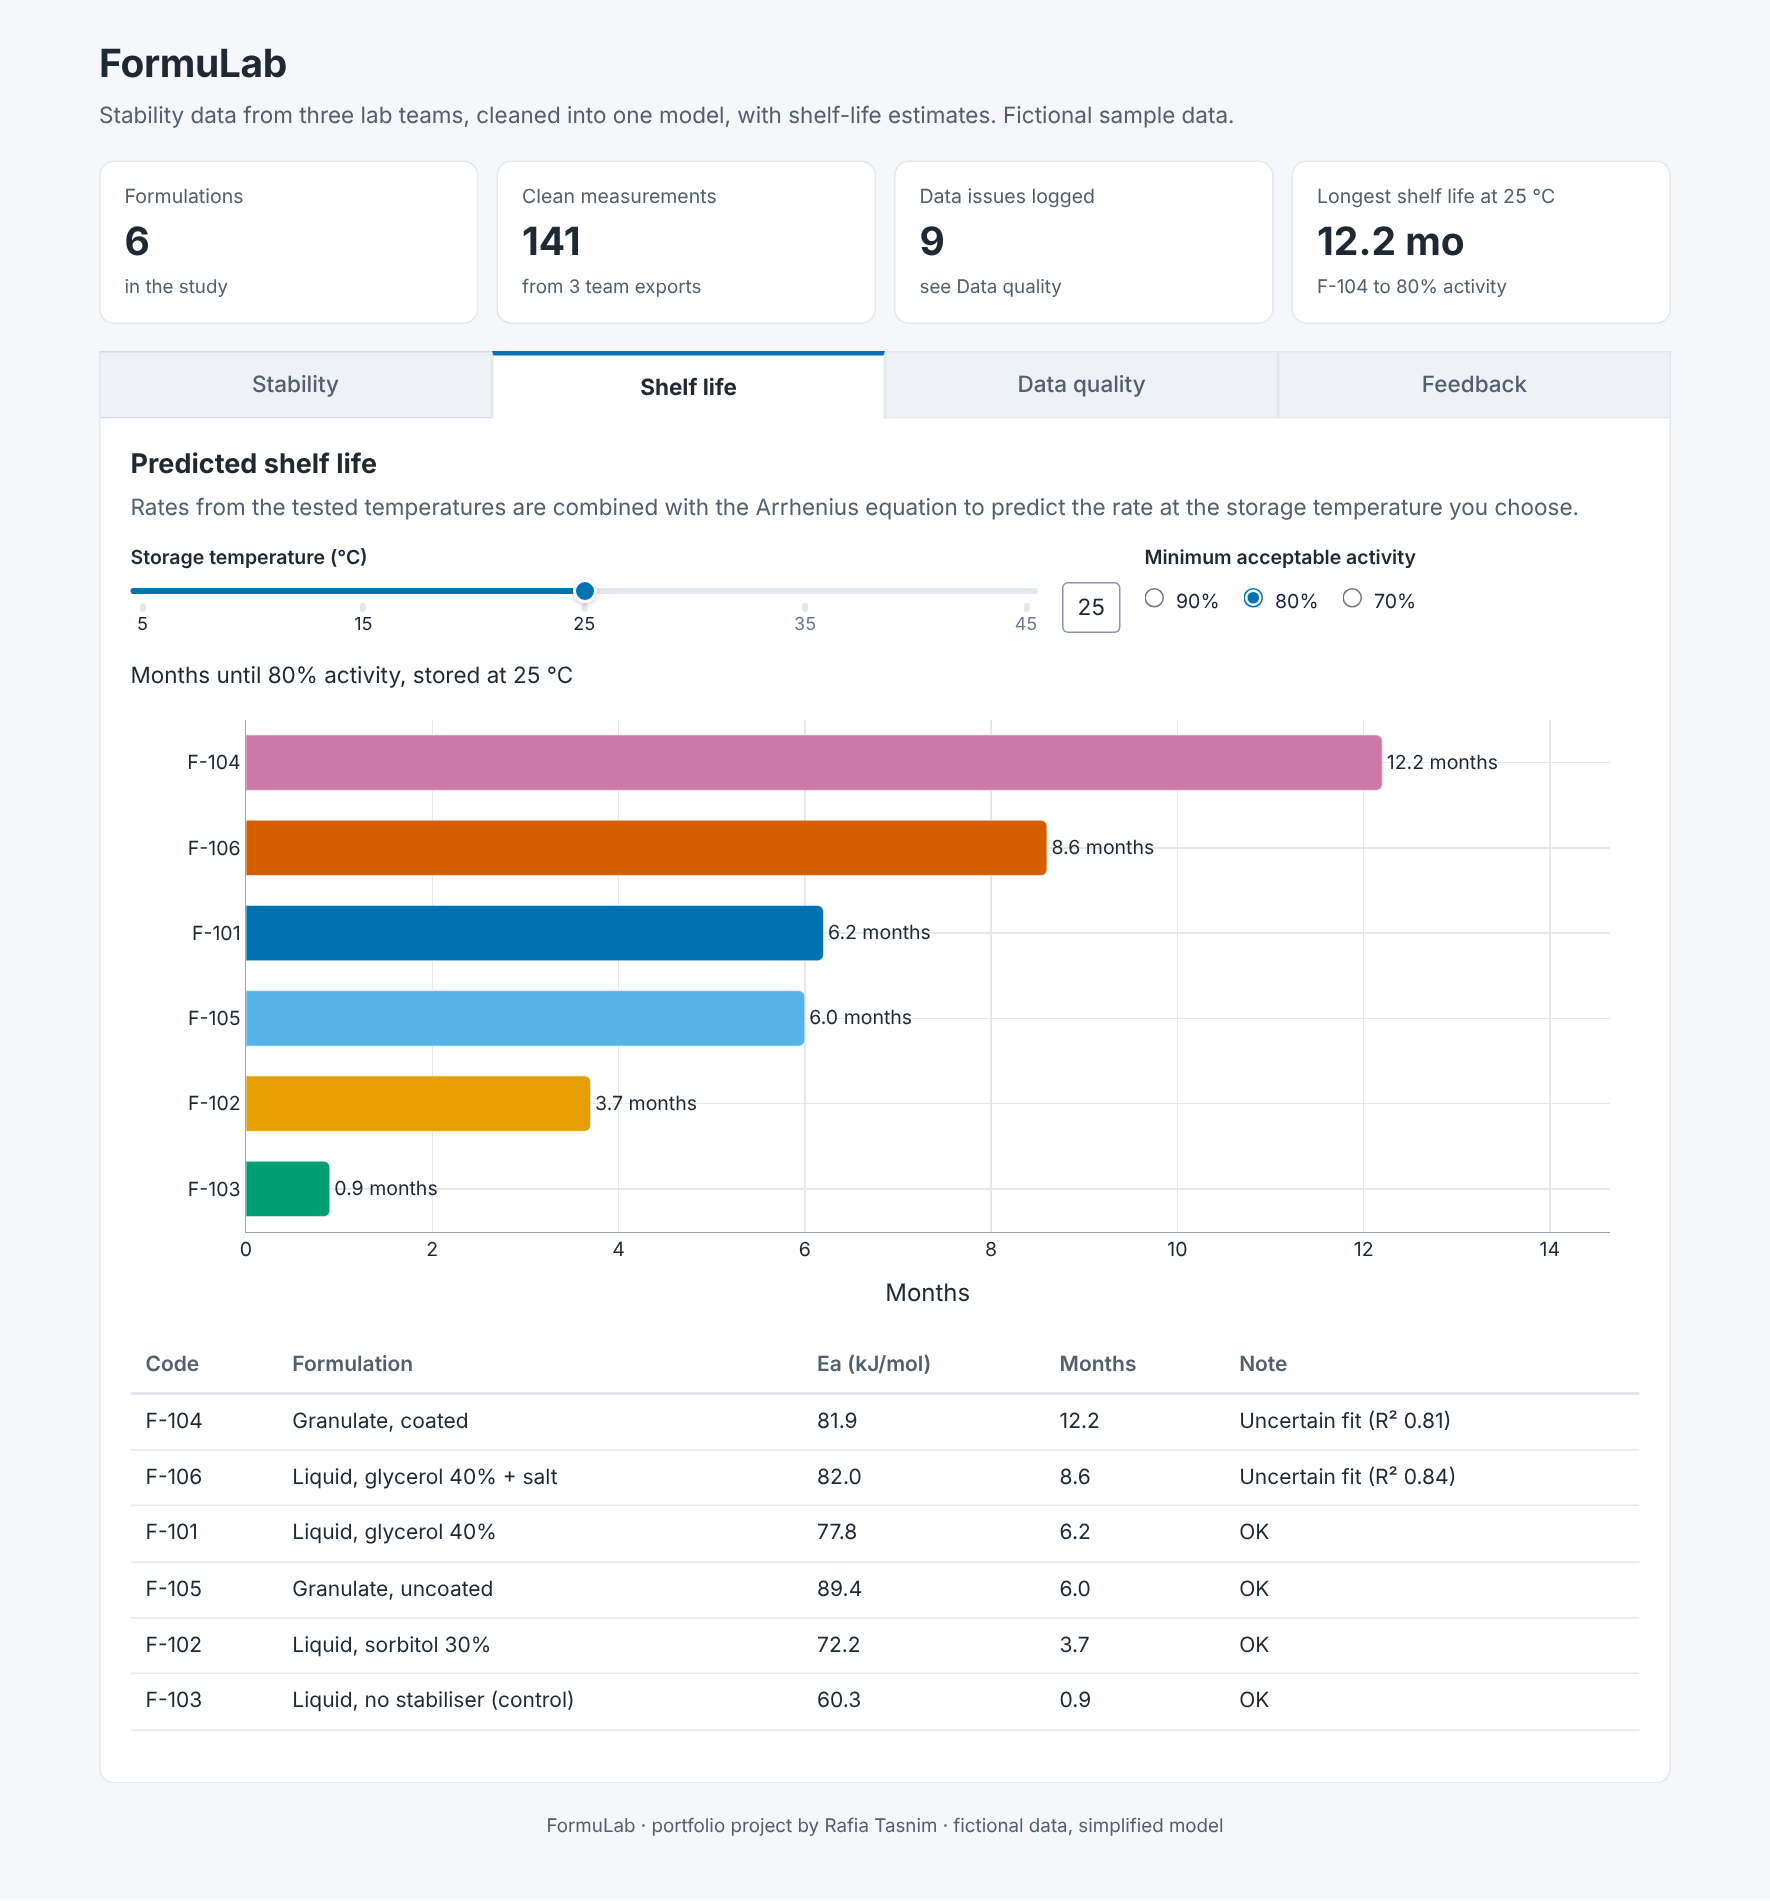 FormuLab
Stability data from three lab teams, cleaned into one model, with shelf-life estimates. Fictional sample data.
Formulations
6
in the study
Clean measurements
141
from 3 team exports
Data issues logged
9
see Data quality
Longest shelf life at 25 °C
12.2 mo
F-104 to 80% activity
Stability
Shelf life
Data quality
Feedback
Predicted shelf life
Rates from the tested temperatures are combined with the Arrhenius equation to predict the rate at the storage temperature you choose.
Storage temperature (°C)
5 15 25 35 45
25
Minimum acceptable activity
90% 80% 70%
Months until 80% activity, stored at 25 °C
F-104 12.2 months
F-106 8.6 months
F-101 6.2 months
F-105 6.0 months
F-102 3.7 months
F-103 0.9 months
0 2 4 6 8 10 12 14
Months
Code Formulation Ea (kJ/mol) Months Note
F-104 Granulate, coated 81.9 12.2 Uncertain fit (R² 0.81)
F-106 Liquid, glycerol 40% + salt 82.0 8.6 Uncertain fit (R² 0.84)
F-101 Liquid, glycerol 40% 77.8 6.2 OK
F-105 Granulate, uncoated 89.4 6.0 OK
F-102 Liquid, sorbitol 30% 72.2 3.7 OK
F-103 Liquid, no stabiliser (control) 60.3 0.9 OK
FormuLab · portfolio project by Rafia Tasnim · fictional data, simplified model